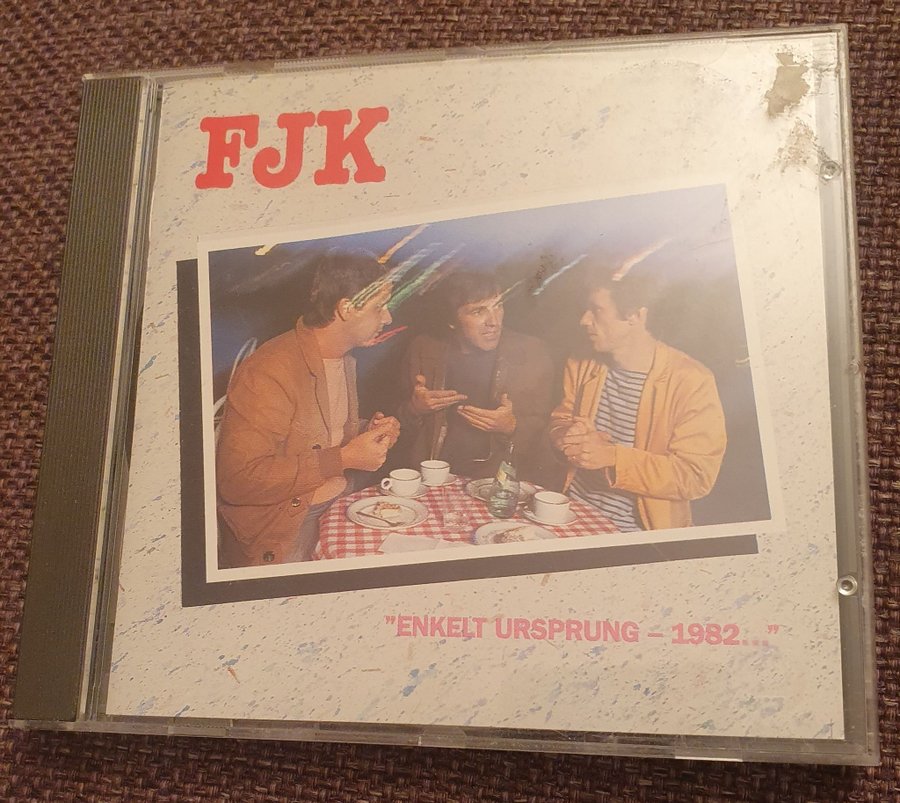 FJK
"ENKELT URSPRUNG – 1982..."